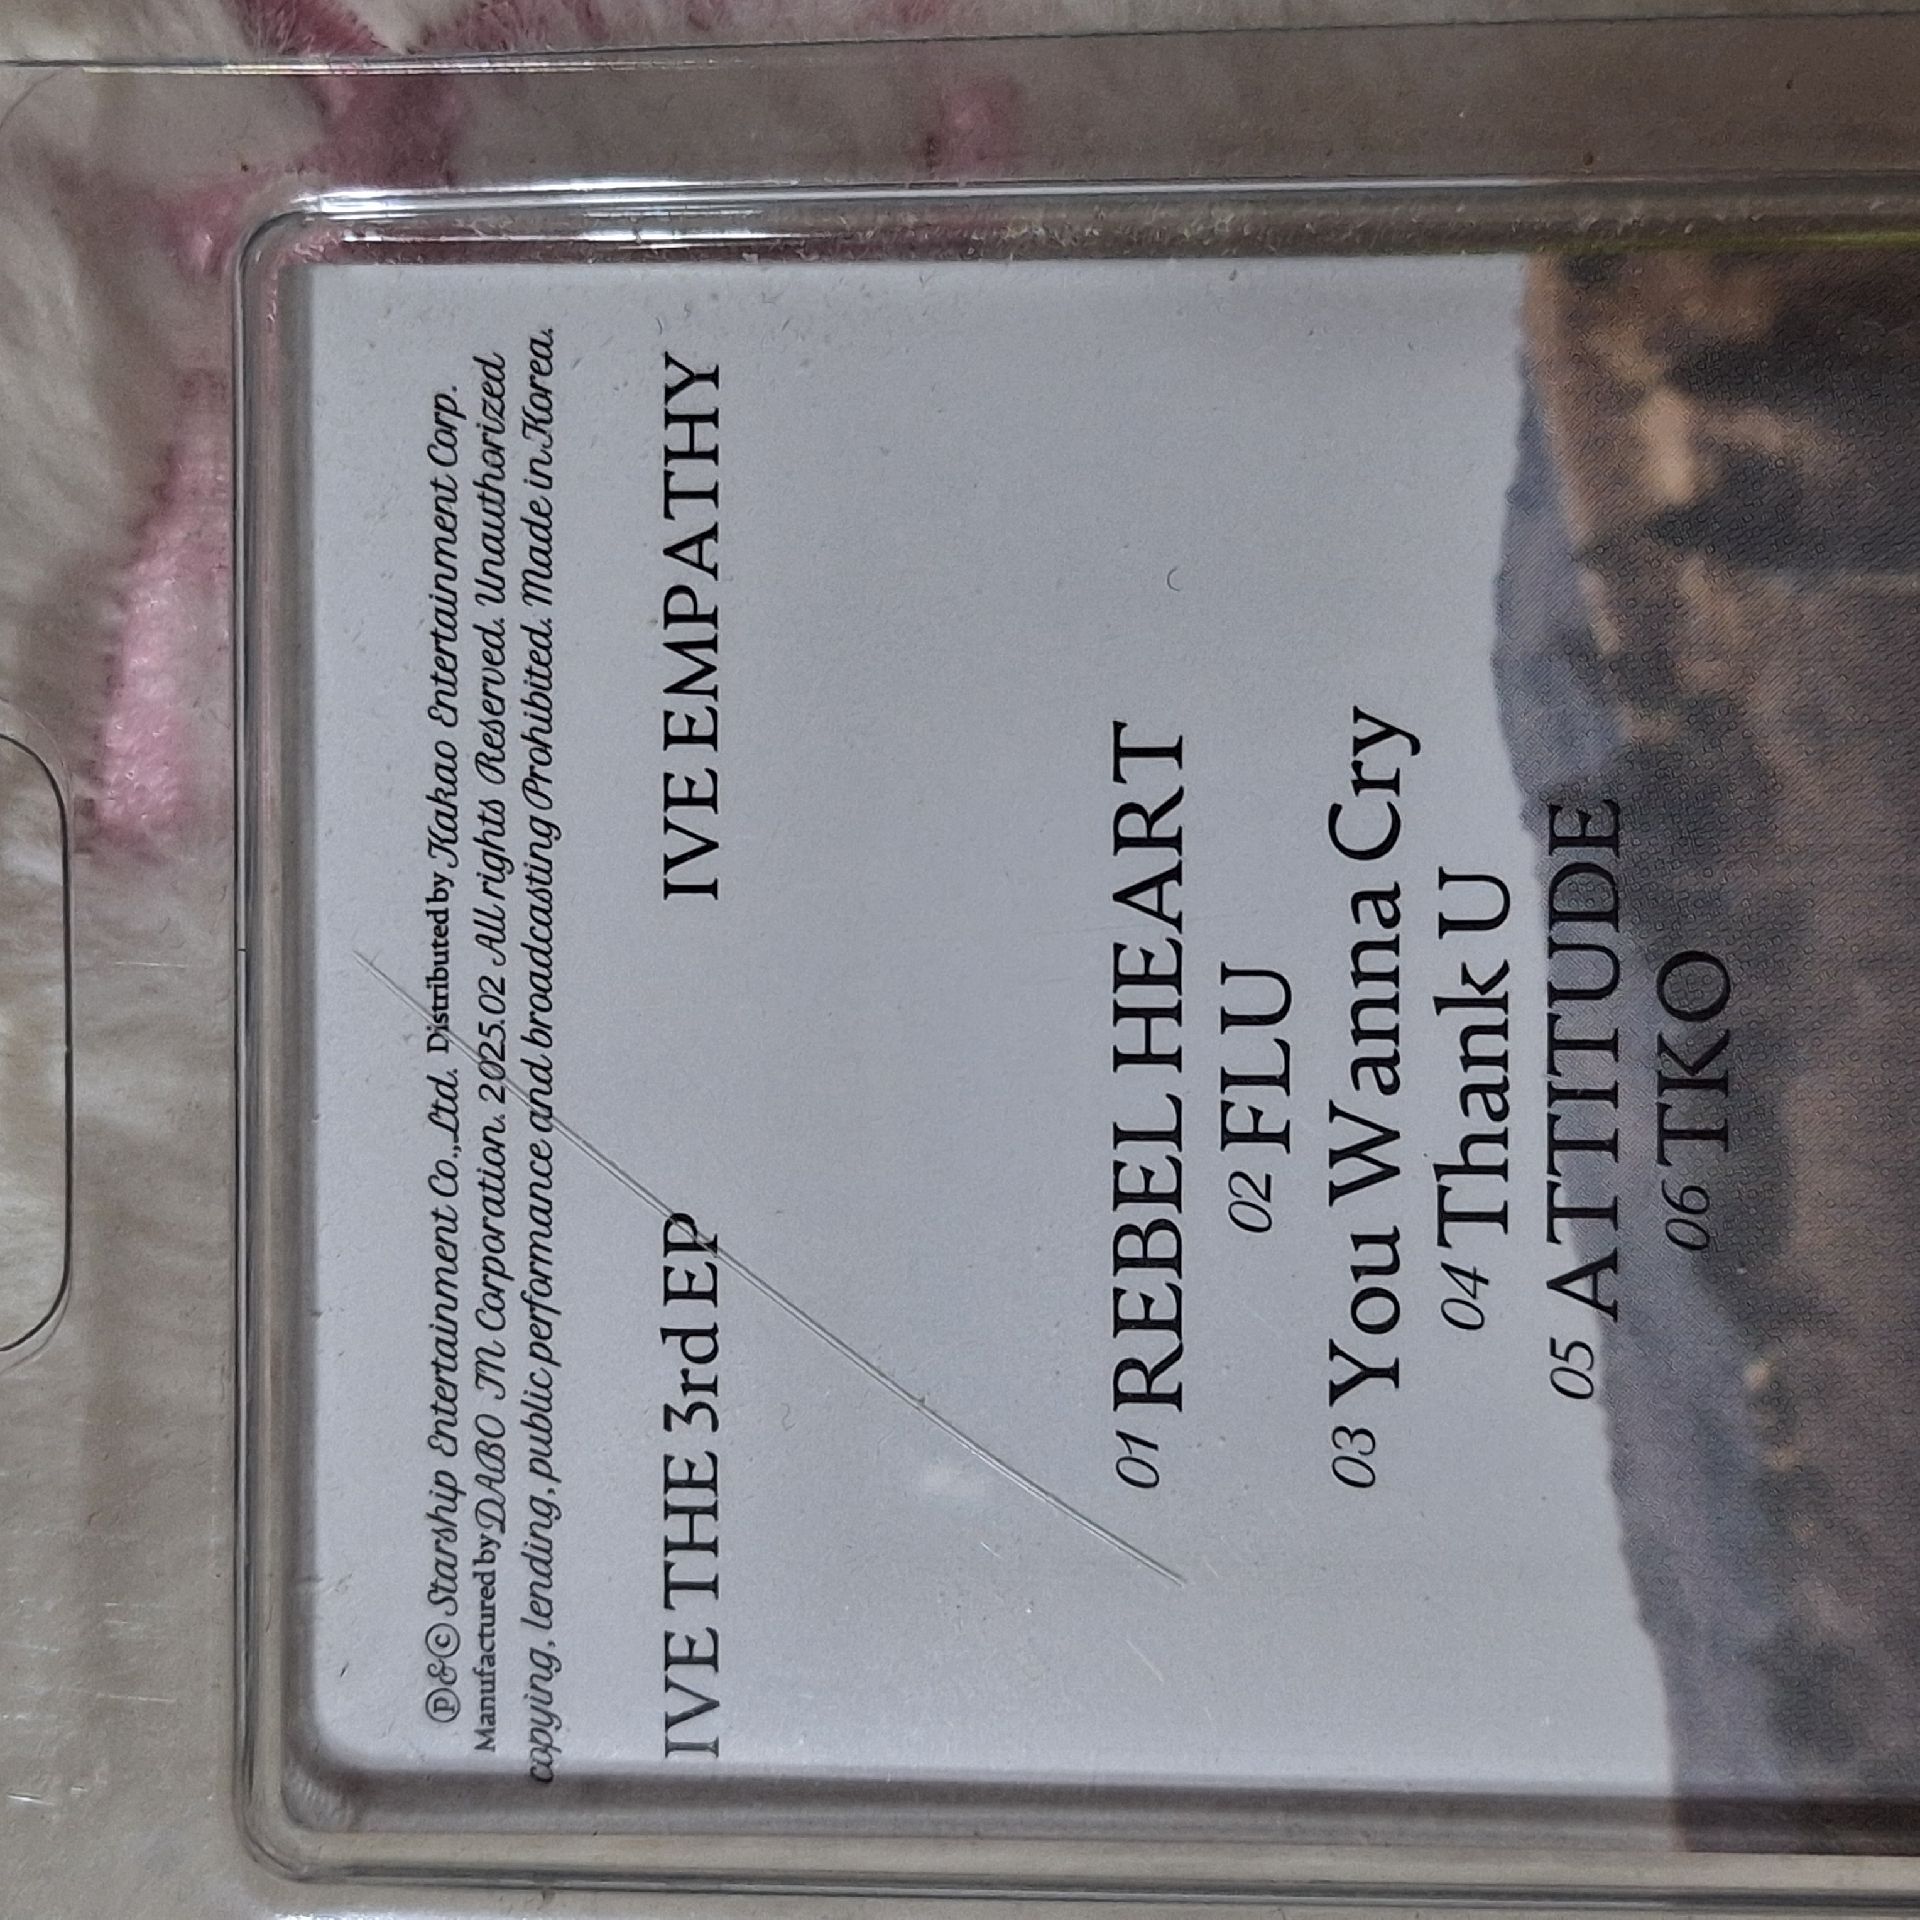 Ⓟ&ⓒ Starship Entertainment Co.,Ltd. Distributed by Kakao Entertainment Corp.
Manufactured by DABO JM Corporation. 2025.02 All rights Reserved. Unauthorized
copying, lending, public performance and broadcasting Prohibited. Made in Korea.
IVE THE 3rd EP IVE EMPATHY
01 REBEL HEART
02 FLU
03 You Wanna Cry
04 Thank U
05 ATTITUDE
06 TKO